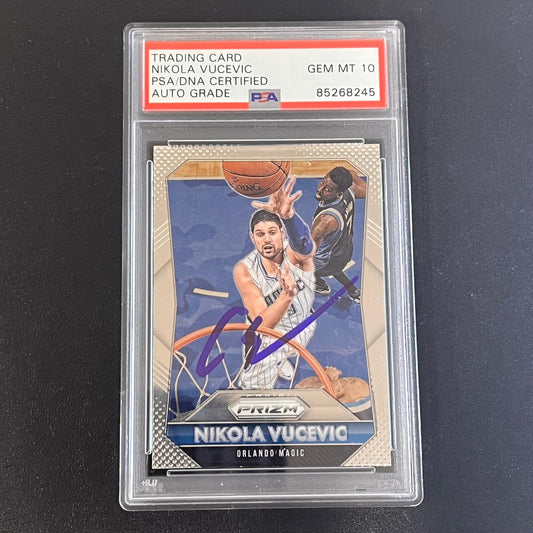 TRADING CARD
NIKOLA VUCEVIC
PSA/DNA CERTIFIED
AUTO GRADE
PSA
GEM MT 10
85268245
PANINI
PRIZM
NIKOLA VUCEVIC
ORLANDO MAGIC